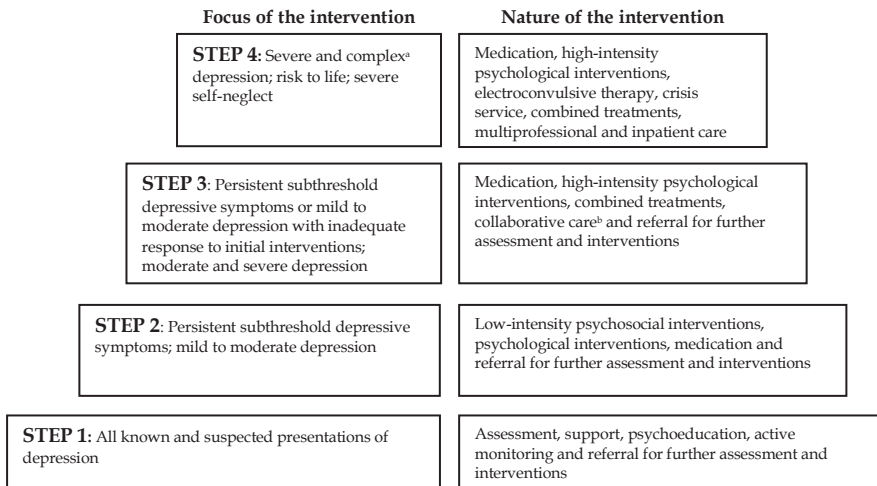 Focus of the intervention
Nature of the intervention
STEP 4: Severe and complexᵃ
depression; risk to life; severe
self-neglect
Medication, high-intensity
psychological interventions,
electroconvulsive therapy, crisis
service, combined treatments,
multiprofessional and inpatient care
STEP 3: Persistent subthreshold
depressive symptoms or mild to
moderate depression with inadequate
response to initial interventions;
moderate and severe depression
Medication, high-intensity psychological
interventions, combined treatments,
collaborative careᵇ and referral for further
assessment and interventions
STEP 2: Persistent subthreshold depressive
symptoms; mild to moderate depression
Low-intensity psychosocial interventions,
psychological interventions, medication and
referral for further assessment and interventions
STEP 1: All known and suspected presentations of
depression
Assessment, support, psychoeducation, active
monitoring and referral for further assessment and
interventions